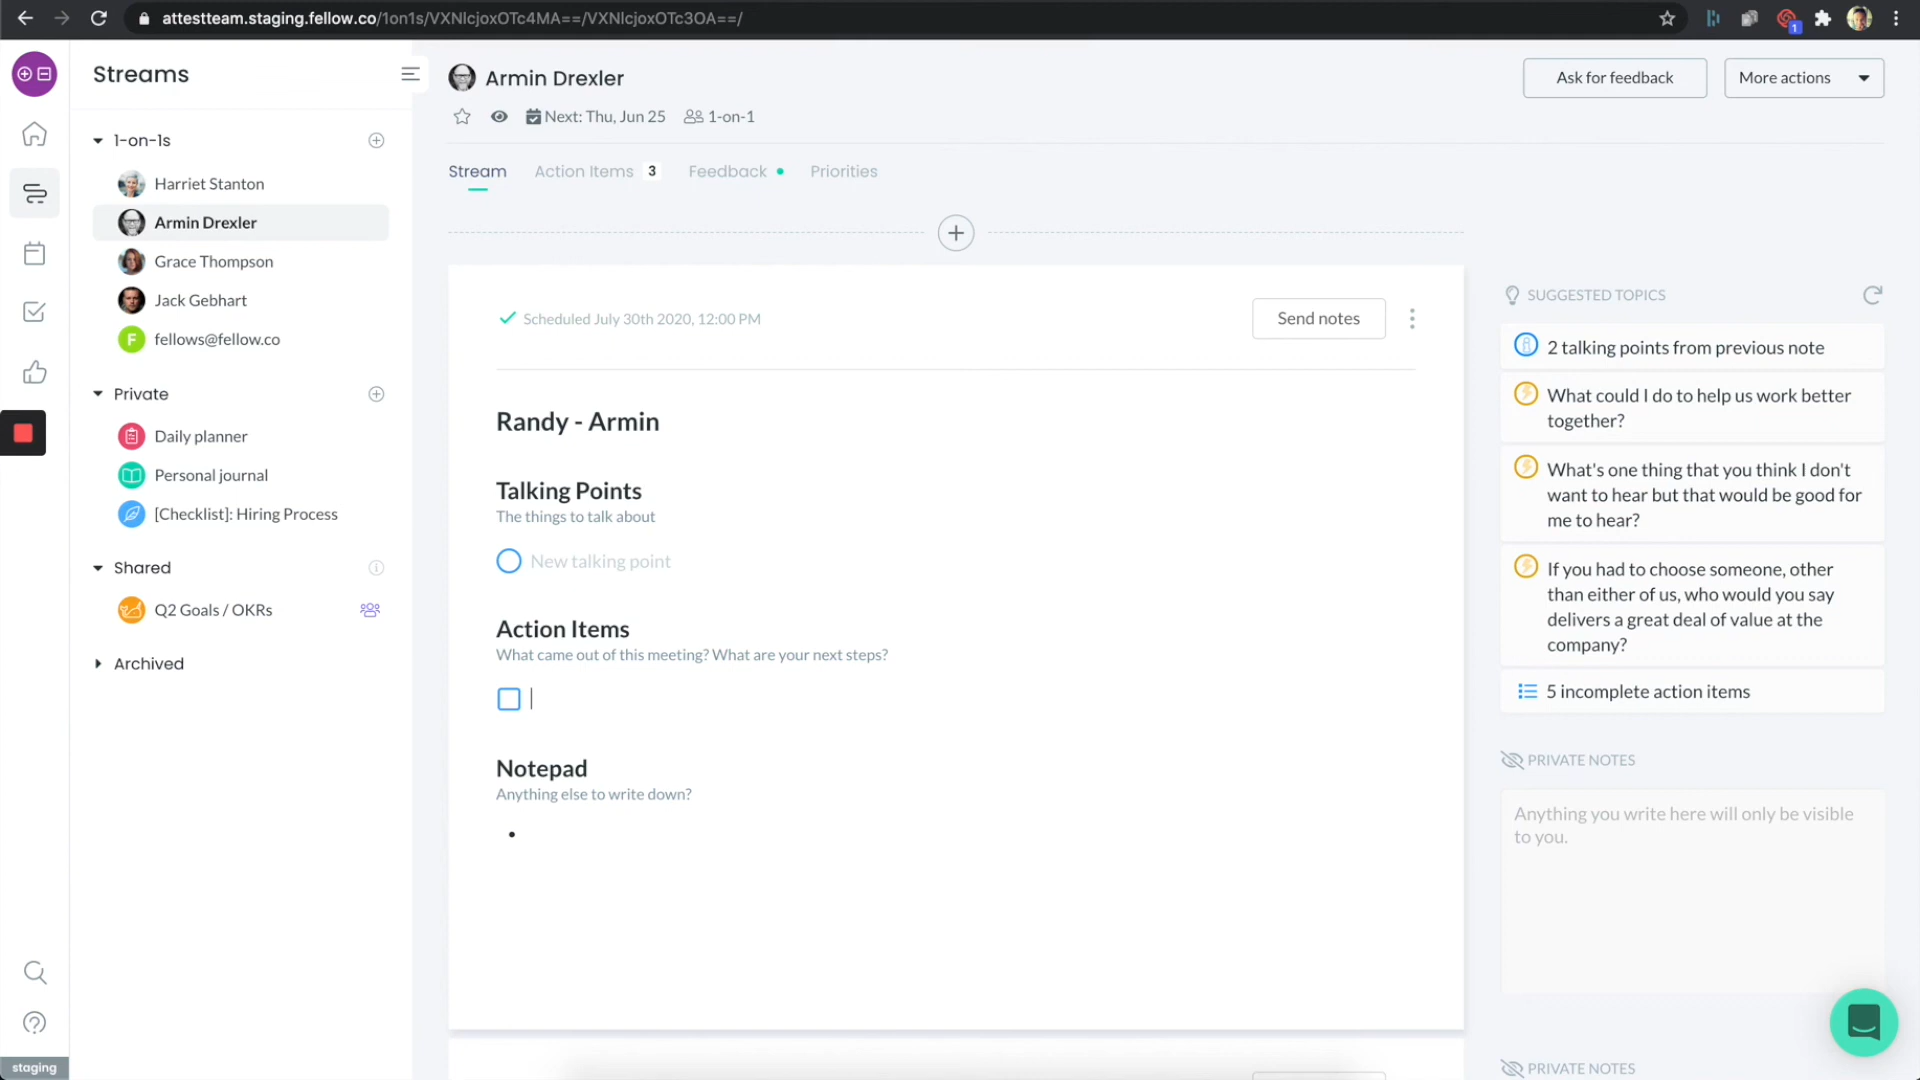 attestteam.staging.fellow.co/1on1s/VXNlcjoxOTc4MA==/VXNlcjoxOTc3OA==/
1
Streams
1-on-1s
Harriet Stanton
Armin Drexler
Grace Thompson
Jack Gebhart
F fellows@fellow.co
Private
Daily planner
Personal journal
[Checklist]: Hiring Process
Shared
Q2 Goals / OKRs
Archived
staging
Armin Drexler
Next: Thu, Jun 25
1-on-1
Ask for feedback
More actions
Stream
Action Items 3
Feedback
Priorities
Scheduled July 30th 2020, 12:00 PM
Send notes
Randy - Armin
Talking Points
The things to talk about
New talking point
Action Items
What came out of this meeting? What are your next steps?
Notepad
Anything else to write down?
SUGGESTED TOPICS
2 talking points from previous note
What could I do to help us work better
together?
What's one thing that you think I don't
want to hear but that would be good for
me to hear?
If you had to choose someone, other
than either of us, who would you say
delivers a great deal of value at the
company?
5 incomplete action items
PRIVATE NOTES
Anything you write here will only be visible
to you.
PRIVATE NOTES